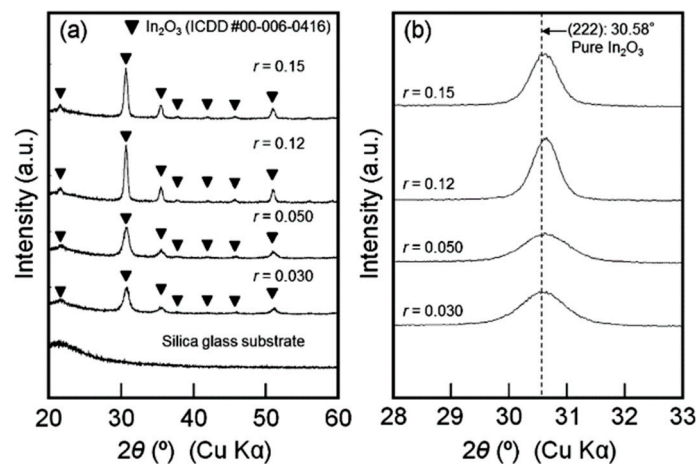 (a)
▼ In₂O₃ (ICDD #00-006-0416)
r = 0.15
r = 0.12
r = 0.050
r = 0.030
Silica glass substrate
Intensity (a.u.)
20 30 40 50 60
2θ (º) (Cu Kα)
(b)
(222): 30.58°
Pure In₂O₃
r = 0.15
r = 0.12
r = 0.050
r = 0.030
Intensity (a.u.)
28 29 30 31 32 33
2θ (º) (Cu Kα)